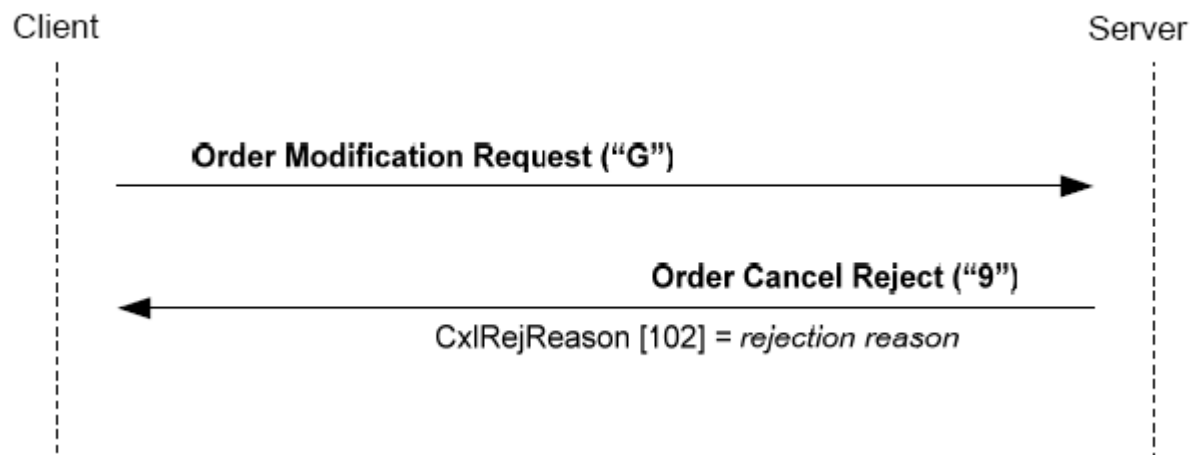 Client
Server
Order Modification Request (“G”)
Order Cancel Reject (“9”)
CxlRejReason [102] = rejection reason